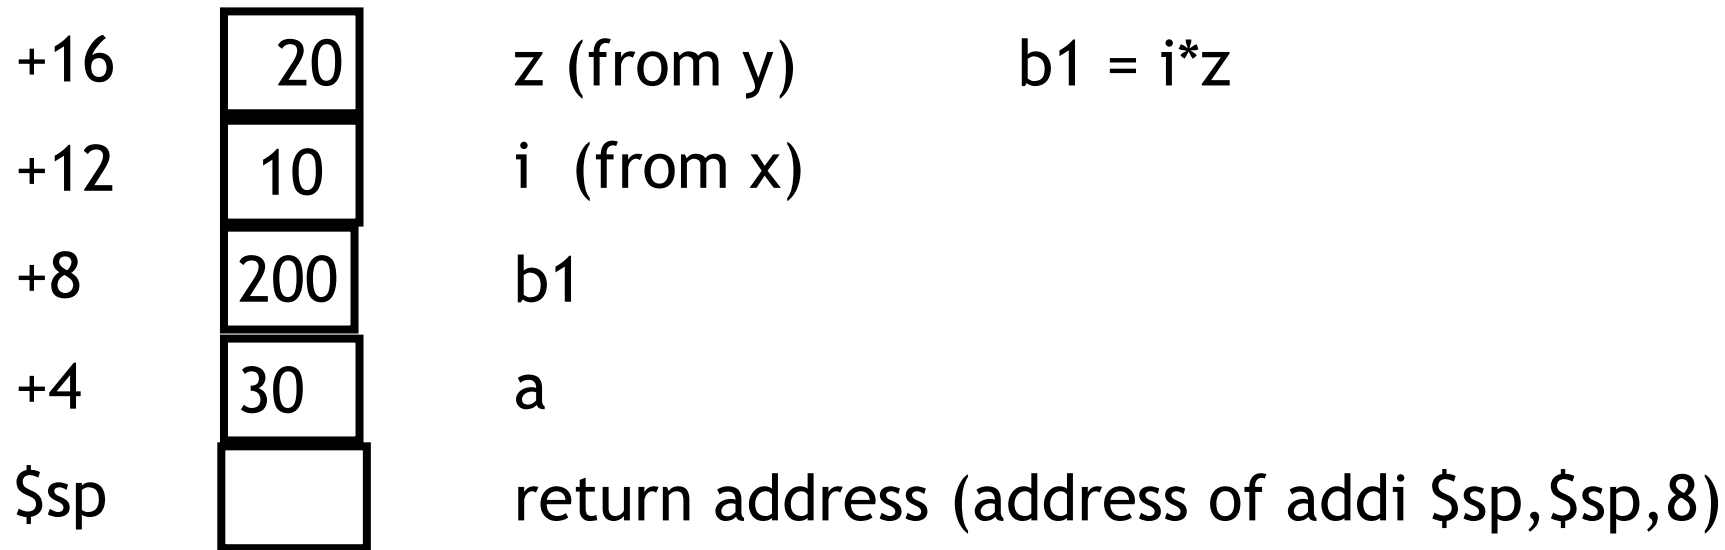 +16 20 z (from y) b1 = i*z
+12 10 i (from x)
+8 200 b1
+4 30 a
$sp return address (address of addi $sp,$sp,8)